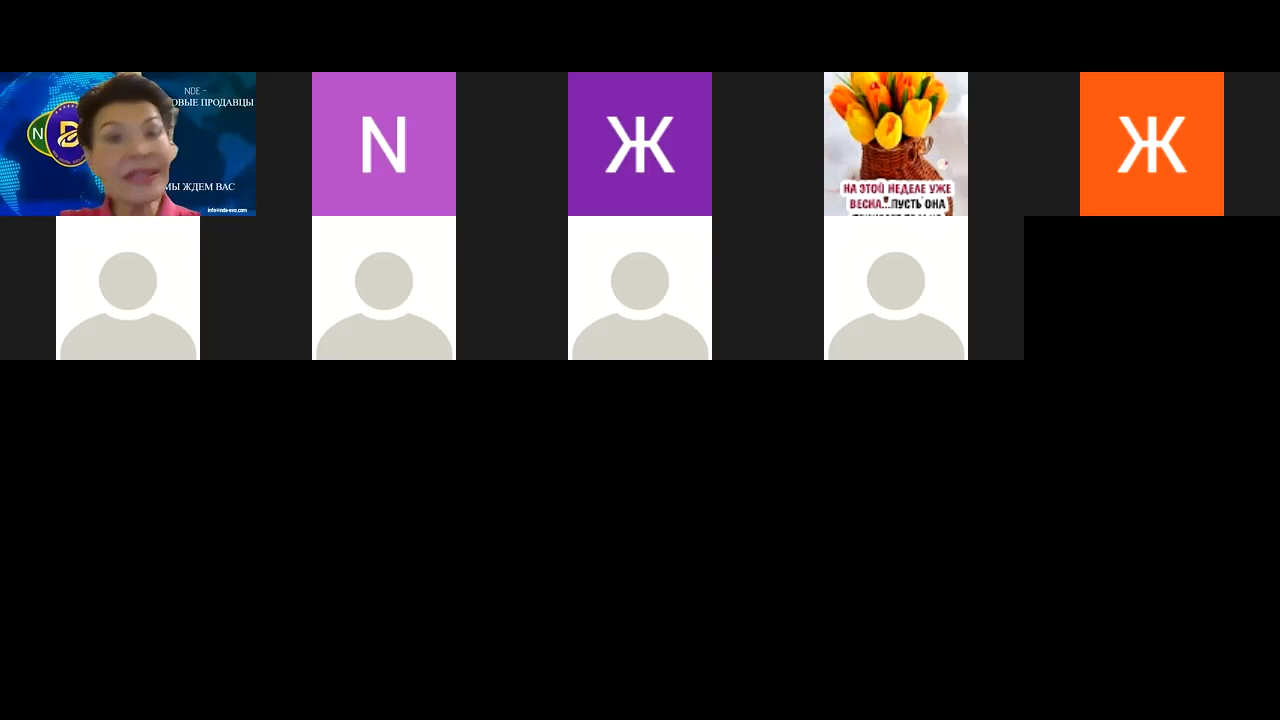 NDE -
ОВЫЕ ПРОДАВЦЫ
N
МЫ ЖДЕМ ВАС
info@nde-evo.com
N
Ж
НА ЭТОЙ НЕДЕЛЕ УЖЕ
ВЕСНА...ПУСТЬ ОНА
Ж